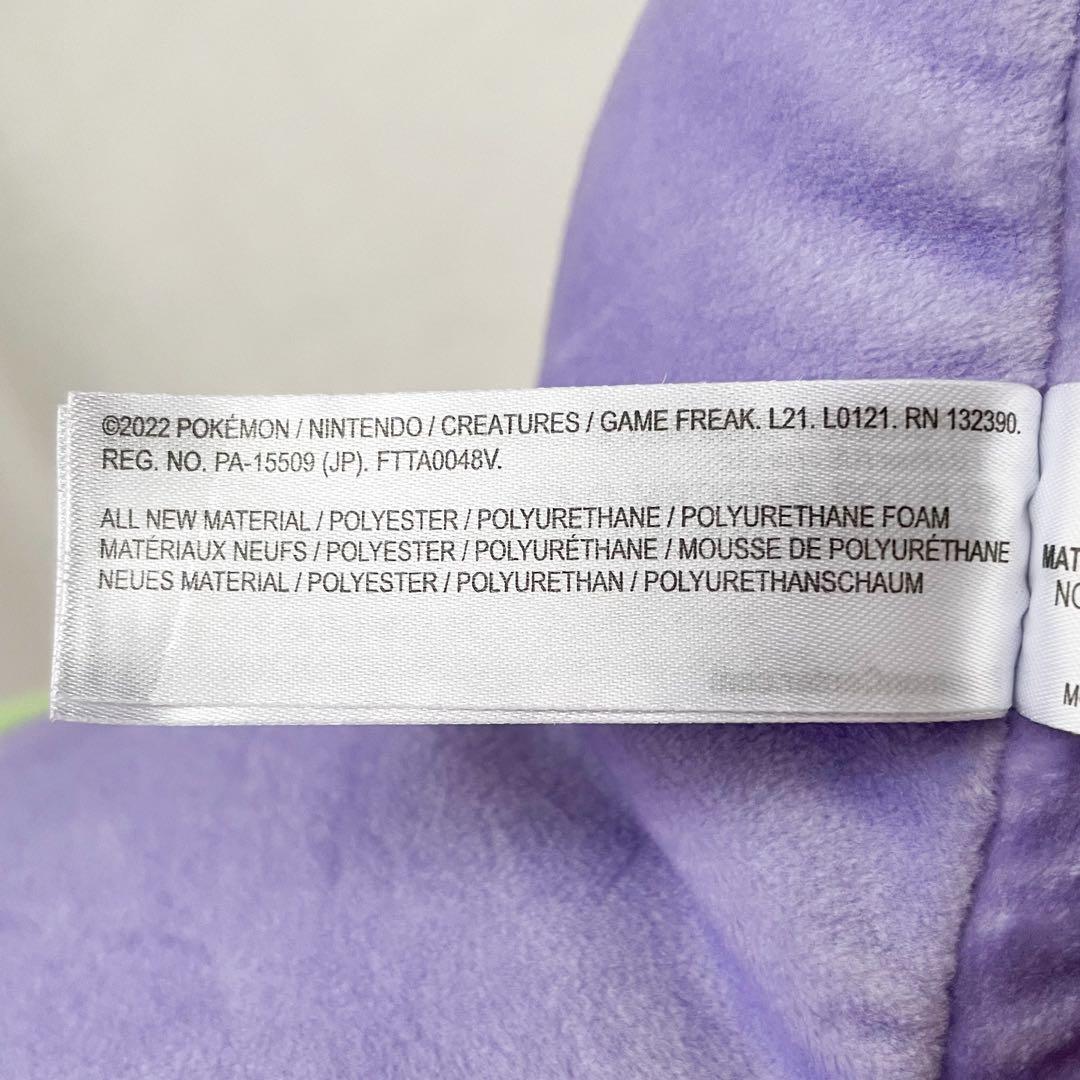 ©2022 POKÉMON / NINTENDO / CREATURES / GAME FREAK. L21. L0121. RN 132390.
REG. NO. PA-15509 (JP). FTTA0048V.
ALL NEW MATERIAL / POLYESTER / POLYURETHANE / POLYURETHANE FOAM
MATÉRIAUX NEUFS / POLYESTER / POLYURÉTHANE / MOUSSE DE POLYURÉTHANE
NEUES MATERIAL / POLYESTER / POLYURETHAN / POLYURETHANSCHAUM